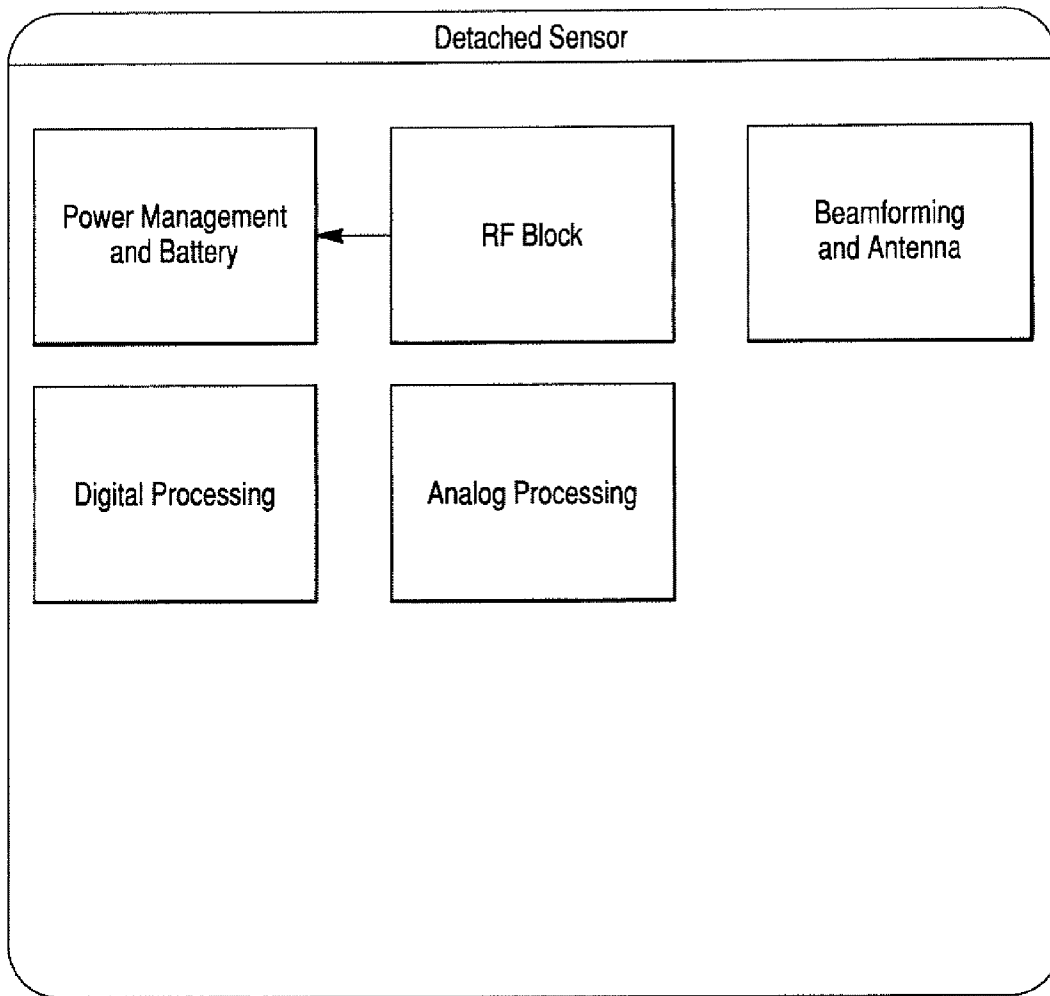 Detached Sensor
Power Management
and Battery
RF Block
Beamforming
and Antenna
Digital Processing
Analog Processing